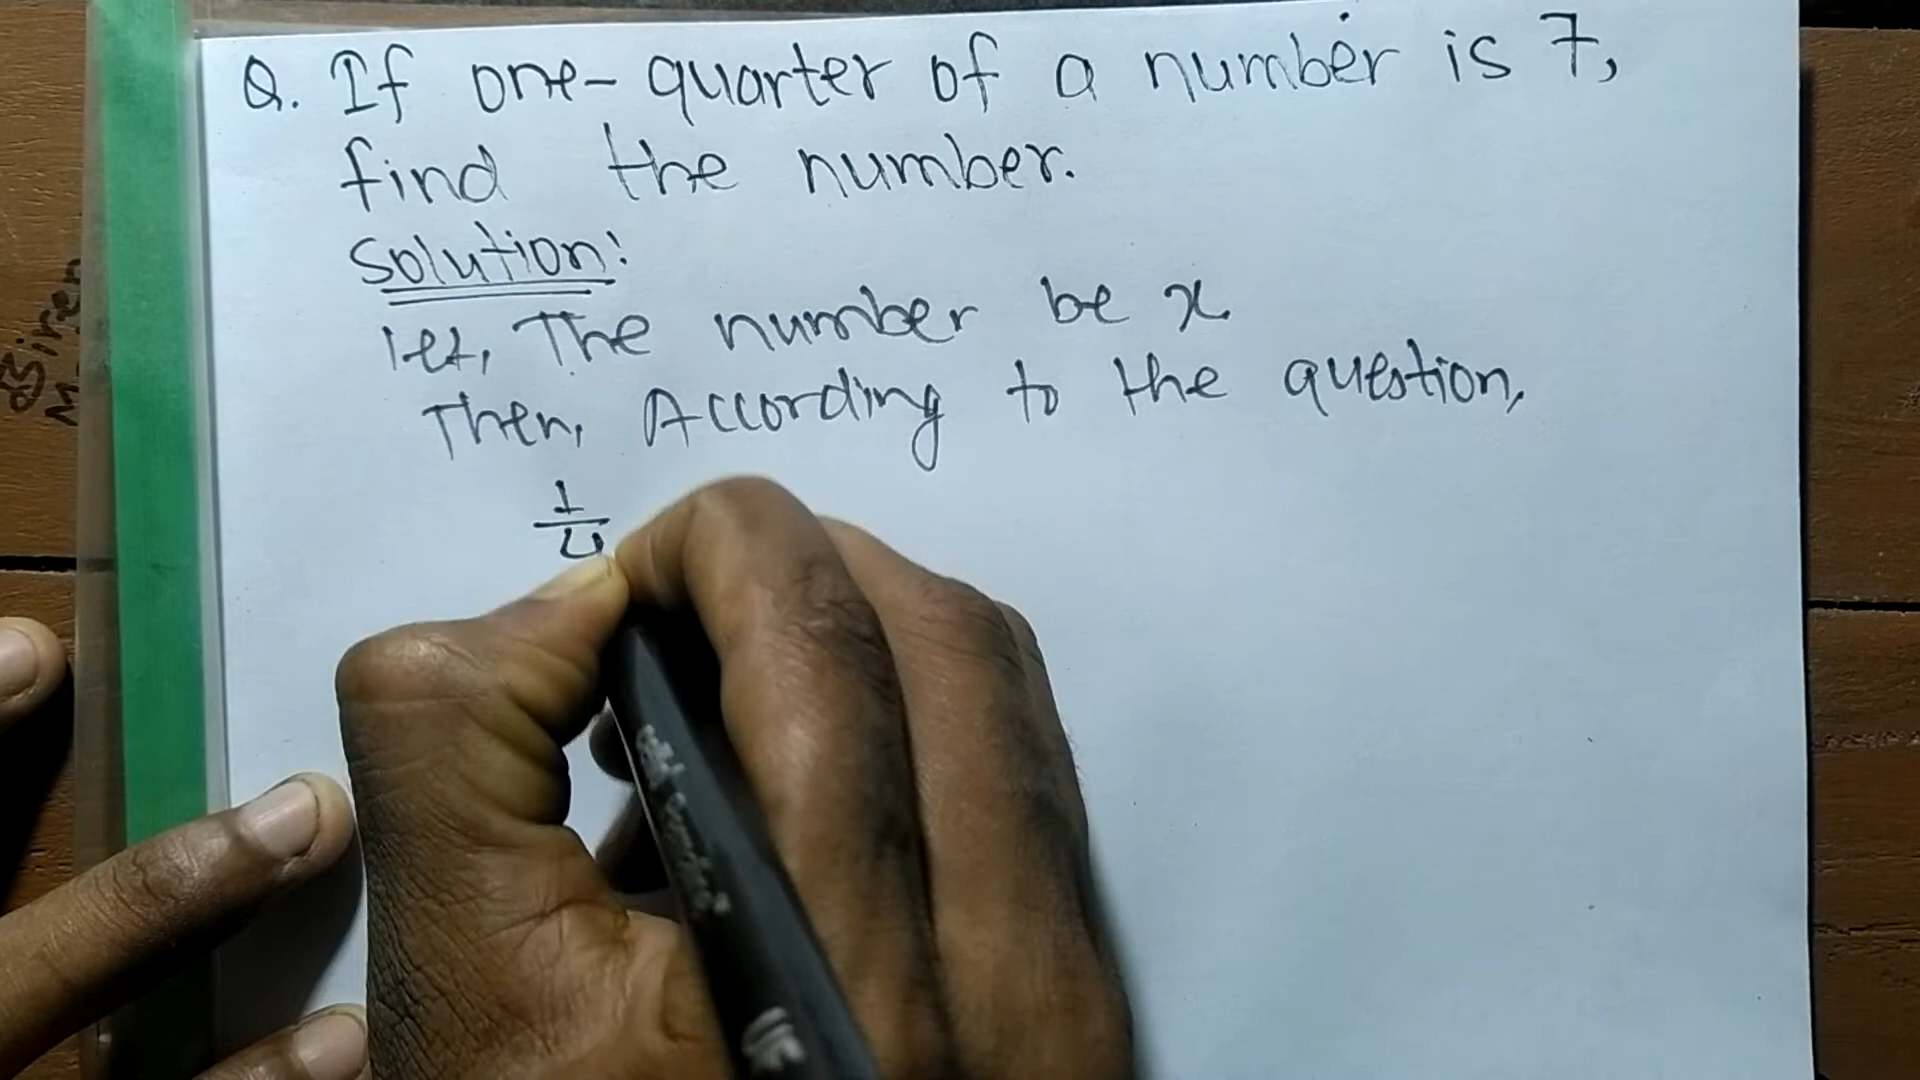 Q. If one-quarter of a number is 7,
find the number.
Solution:
let, The number be x
Then, According to the question,
1/4
Biren